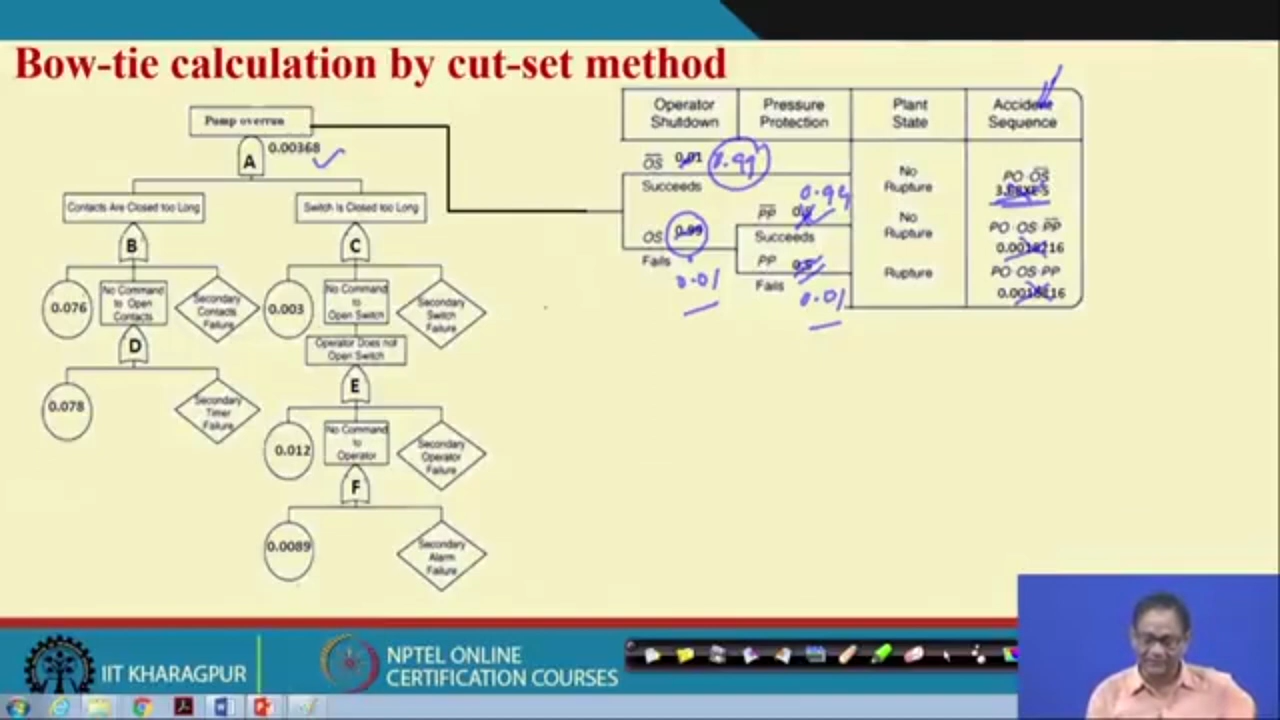 Bow-tie calculation by cut-set method
Pump overrun
0.00368
A
Contacts Are Closed too Long
Switch Is Closed too Long
B
C
0.076
No Command to Open Contacts
Secondary Contacts Failure
0.003
No Command to Open Switch
Secondary Switch Failure
D
Operator Does not Open Switch
0.078
Secondary Timer Failure
E
0.012
No Command to Operator
Secondary Operator Failure
F
0.0089
Secondary Alarm Failure
Operator Shutdown
Pressure Protection
Plant State
Accident Sequence
O̅S̅ 0.01 0.99
Succeeds
No Rupture
PO·O̅S̅
0.99
P̅P̅
Succeeds
No Rupture
PO·OS·P̅P̅
OS 0.99
Fails
0.01
PP
Fails
0.01
Rupture
PO·OS·PP
IIT KHARAGPUR
NPTEL ONLINE
CERTIFICATION COURSES